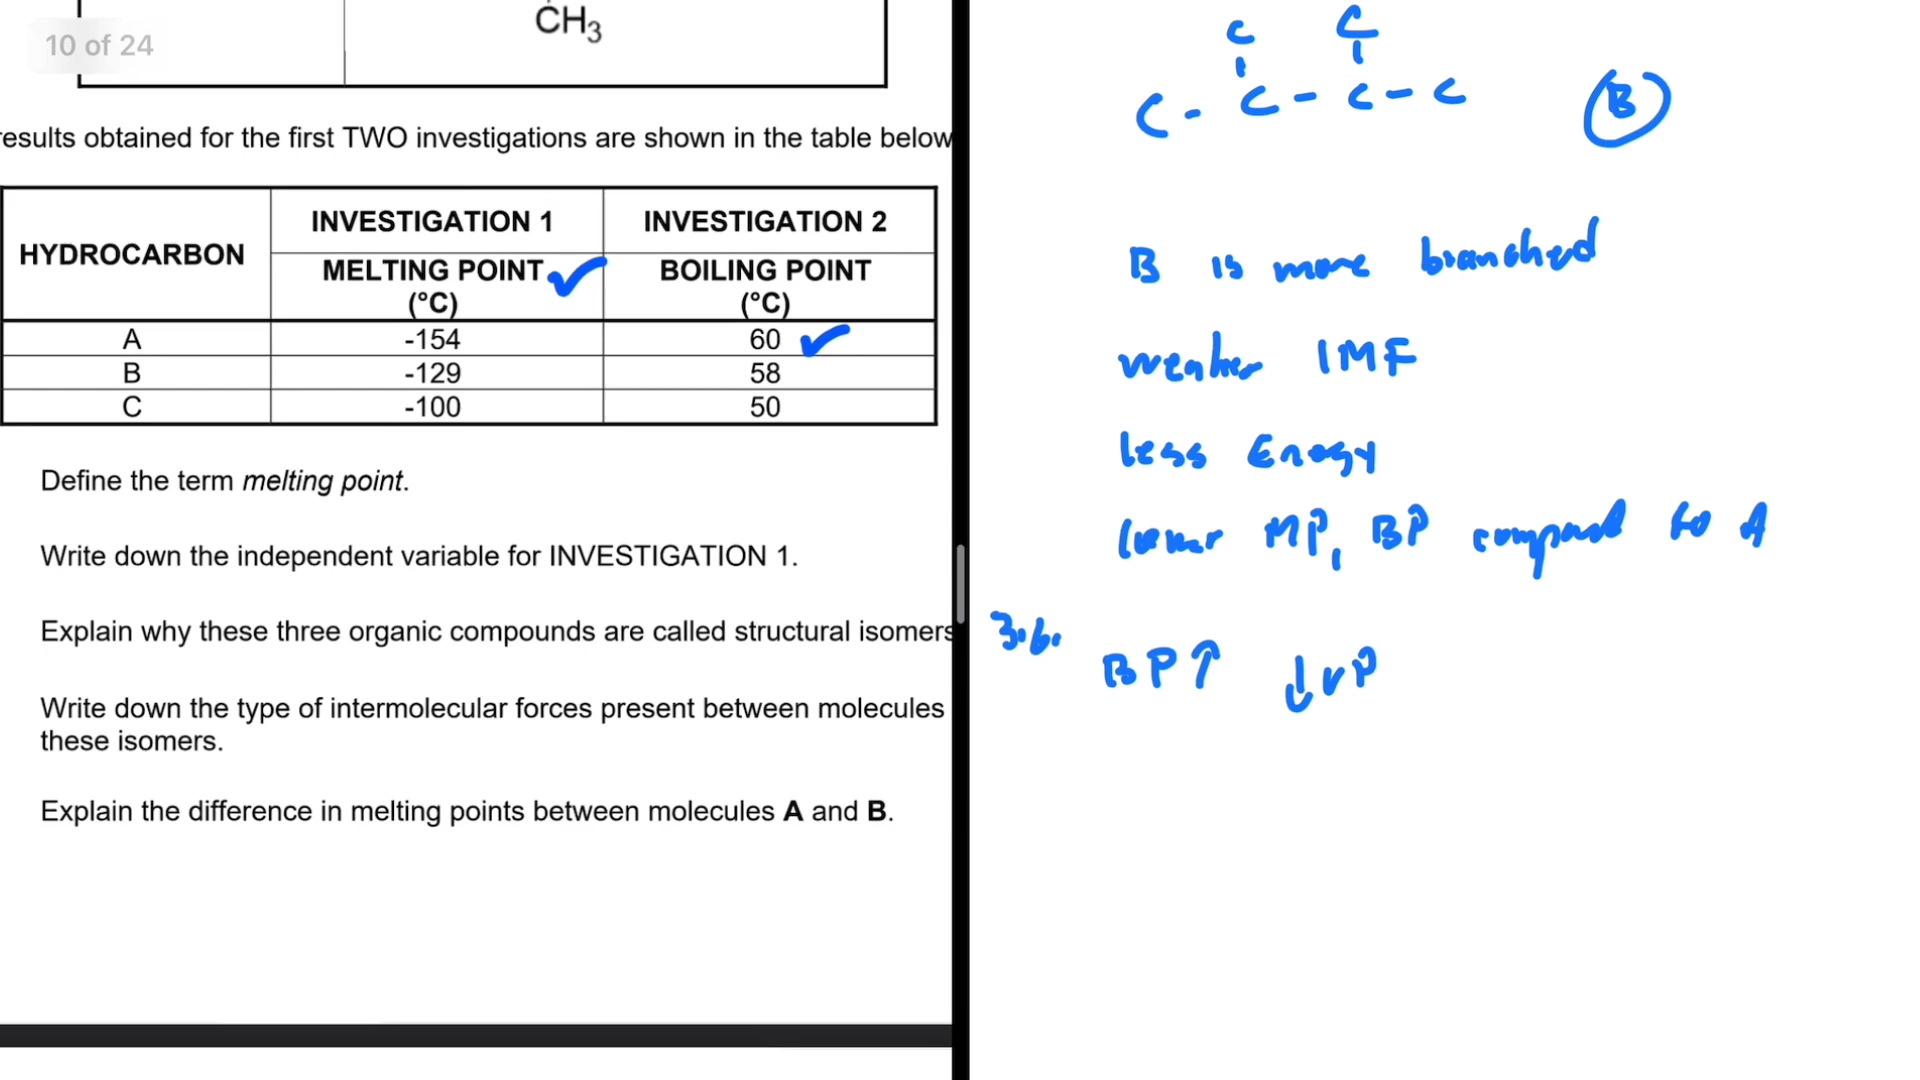 10 of 24
CH3
esults obtained for the first TWO investigations are shown in the table below
HYDROCARBON
INVESTIGATION 1
INVESTIGATION 2
MELTING POINT
(°C)
BOILING POINT
(°C)
A -154 60
B -129 58
C -100 50
Define the term melting point.
Write down the independent variable for INVESTIGATION 1.
Explain why these three organic compounds are called structural isomers
Write down the type of intermolecular forces present between molecules
these isomers.
Explain the difference in melting points between molecules A and B.
C C
C - C - C - C
B
B is more branched
weaker IMF
less Energy
lower MP, BP compared to A
3.6.
BP↑ ↓VP